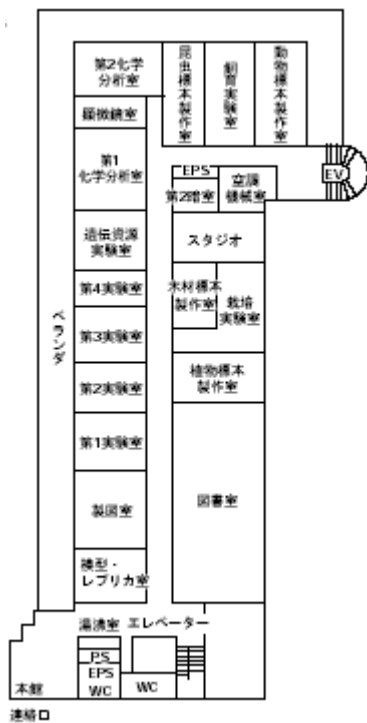 第2化学
分析室
昆虫標本製作室
飼育実験室
動物標本製作室
顕微鏡室
第1
化学分析室
EPS
第2暗室
空調
機械室
EV
遺伝資源
実験室
スタジオ
第4実験室
木材標本
製作室
栽培
実験室
ベランダ
第3実験室
第2実験室
植物標本
製作室
第1実験室
製図室
図書室
模型・
レプリカ室
湯沸室
エレベーター
PS
EPS
WC
WC
本館
連絡口